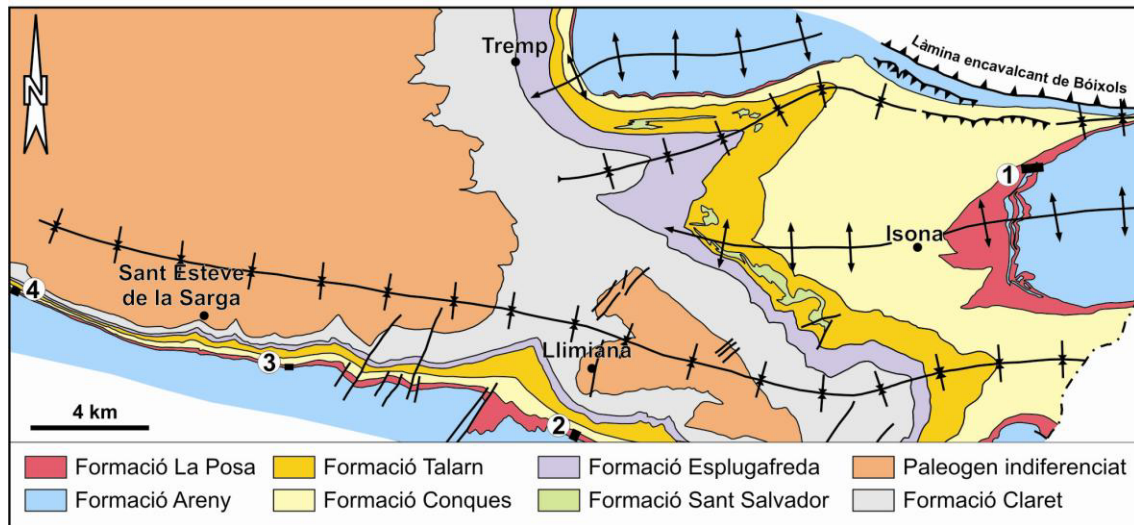 N
Tremp
Làmina encavalcant de Bóixols
1
Isona
Sant Esteve
de la Sarga
4
3
Llimiana
2
4 km
Formació La Posa
Formació Talarn
Formació Esplugafreda
Paleogen indiferenciat
Formació Areny
Formació Conques
Formació Sant Salvador
Formació Claret